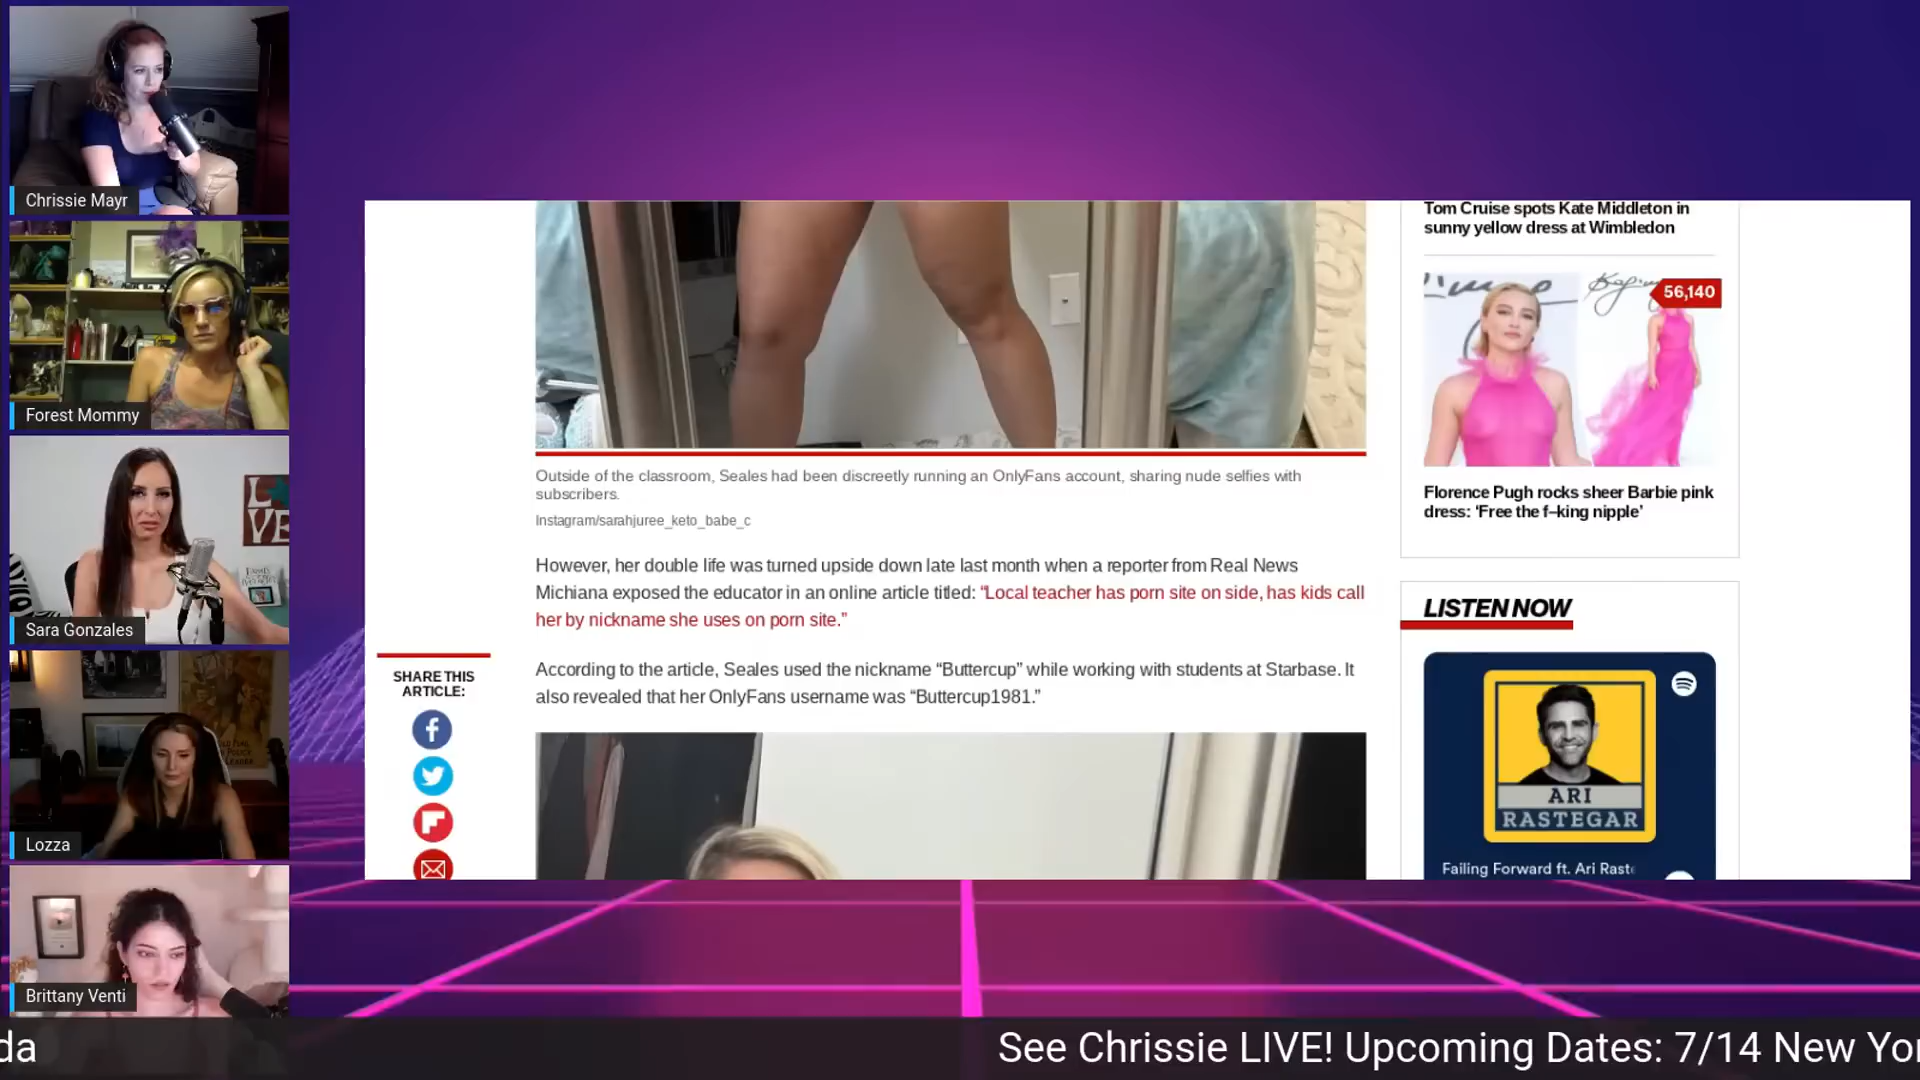 Chrissie Mayr
Forest Mommy
LOVE
Sara Gonzales
Lozza
Brittany Venti
Outside of the classroom, Seales had been discreetly running an OnlyFans account, sharing nude selfies with
subscribers.
Instagram/sarahjuree_keto_babe_c
However, her double life was turned upside down late last month when a reporter from Real News
Michiana exposed the educator in an online article titled: “Local teacher has porn site on side, has kids call
her by nickname she uses on porn site.”
SHARE THIS
ARTICLE:
According to the article, Seales used the nickname “Buttercup” while working with students at Starbase. It
also revealed that her OnlyFans username was “Buttercup1981.”
Tom Cruise spots Kate Middleton in
sunny yellow dress at Wimbledon
56,140
Florence Pugh rocks sheer Barbie pink
dress: ‘Free the f–king nipple’
LISTEN NOW
ARI
RASTEGAR
Failing Forward ft. Ari Raste
da
See Chrissie LIVE! Upcoming Dates: 7/14 New Yor